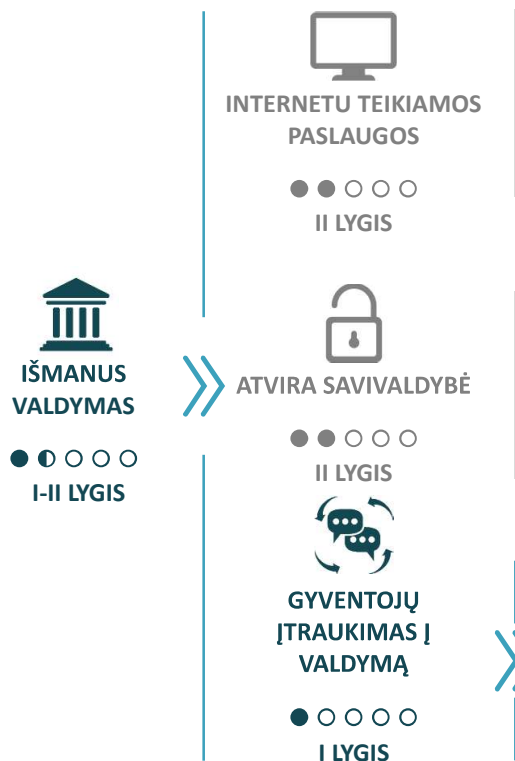 IŠMANUS
VALDYMAS
I-II LYGIS
INTERNETU TEIKIAMOS
PASLAUGOS
II LYGIS
ATVIRA SAVIVALDYBĖ
II LYGIS
GYVENTOJŲ
ĮTRAUKIMAS Į
VALDYMĄ
I LYGIS